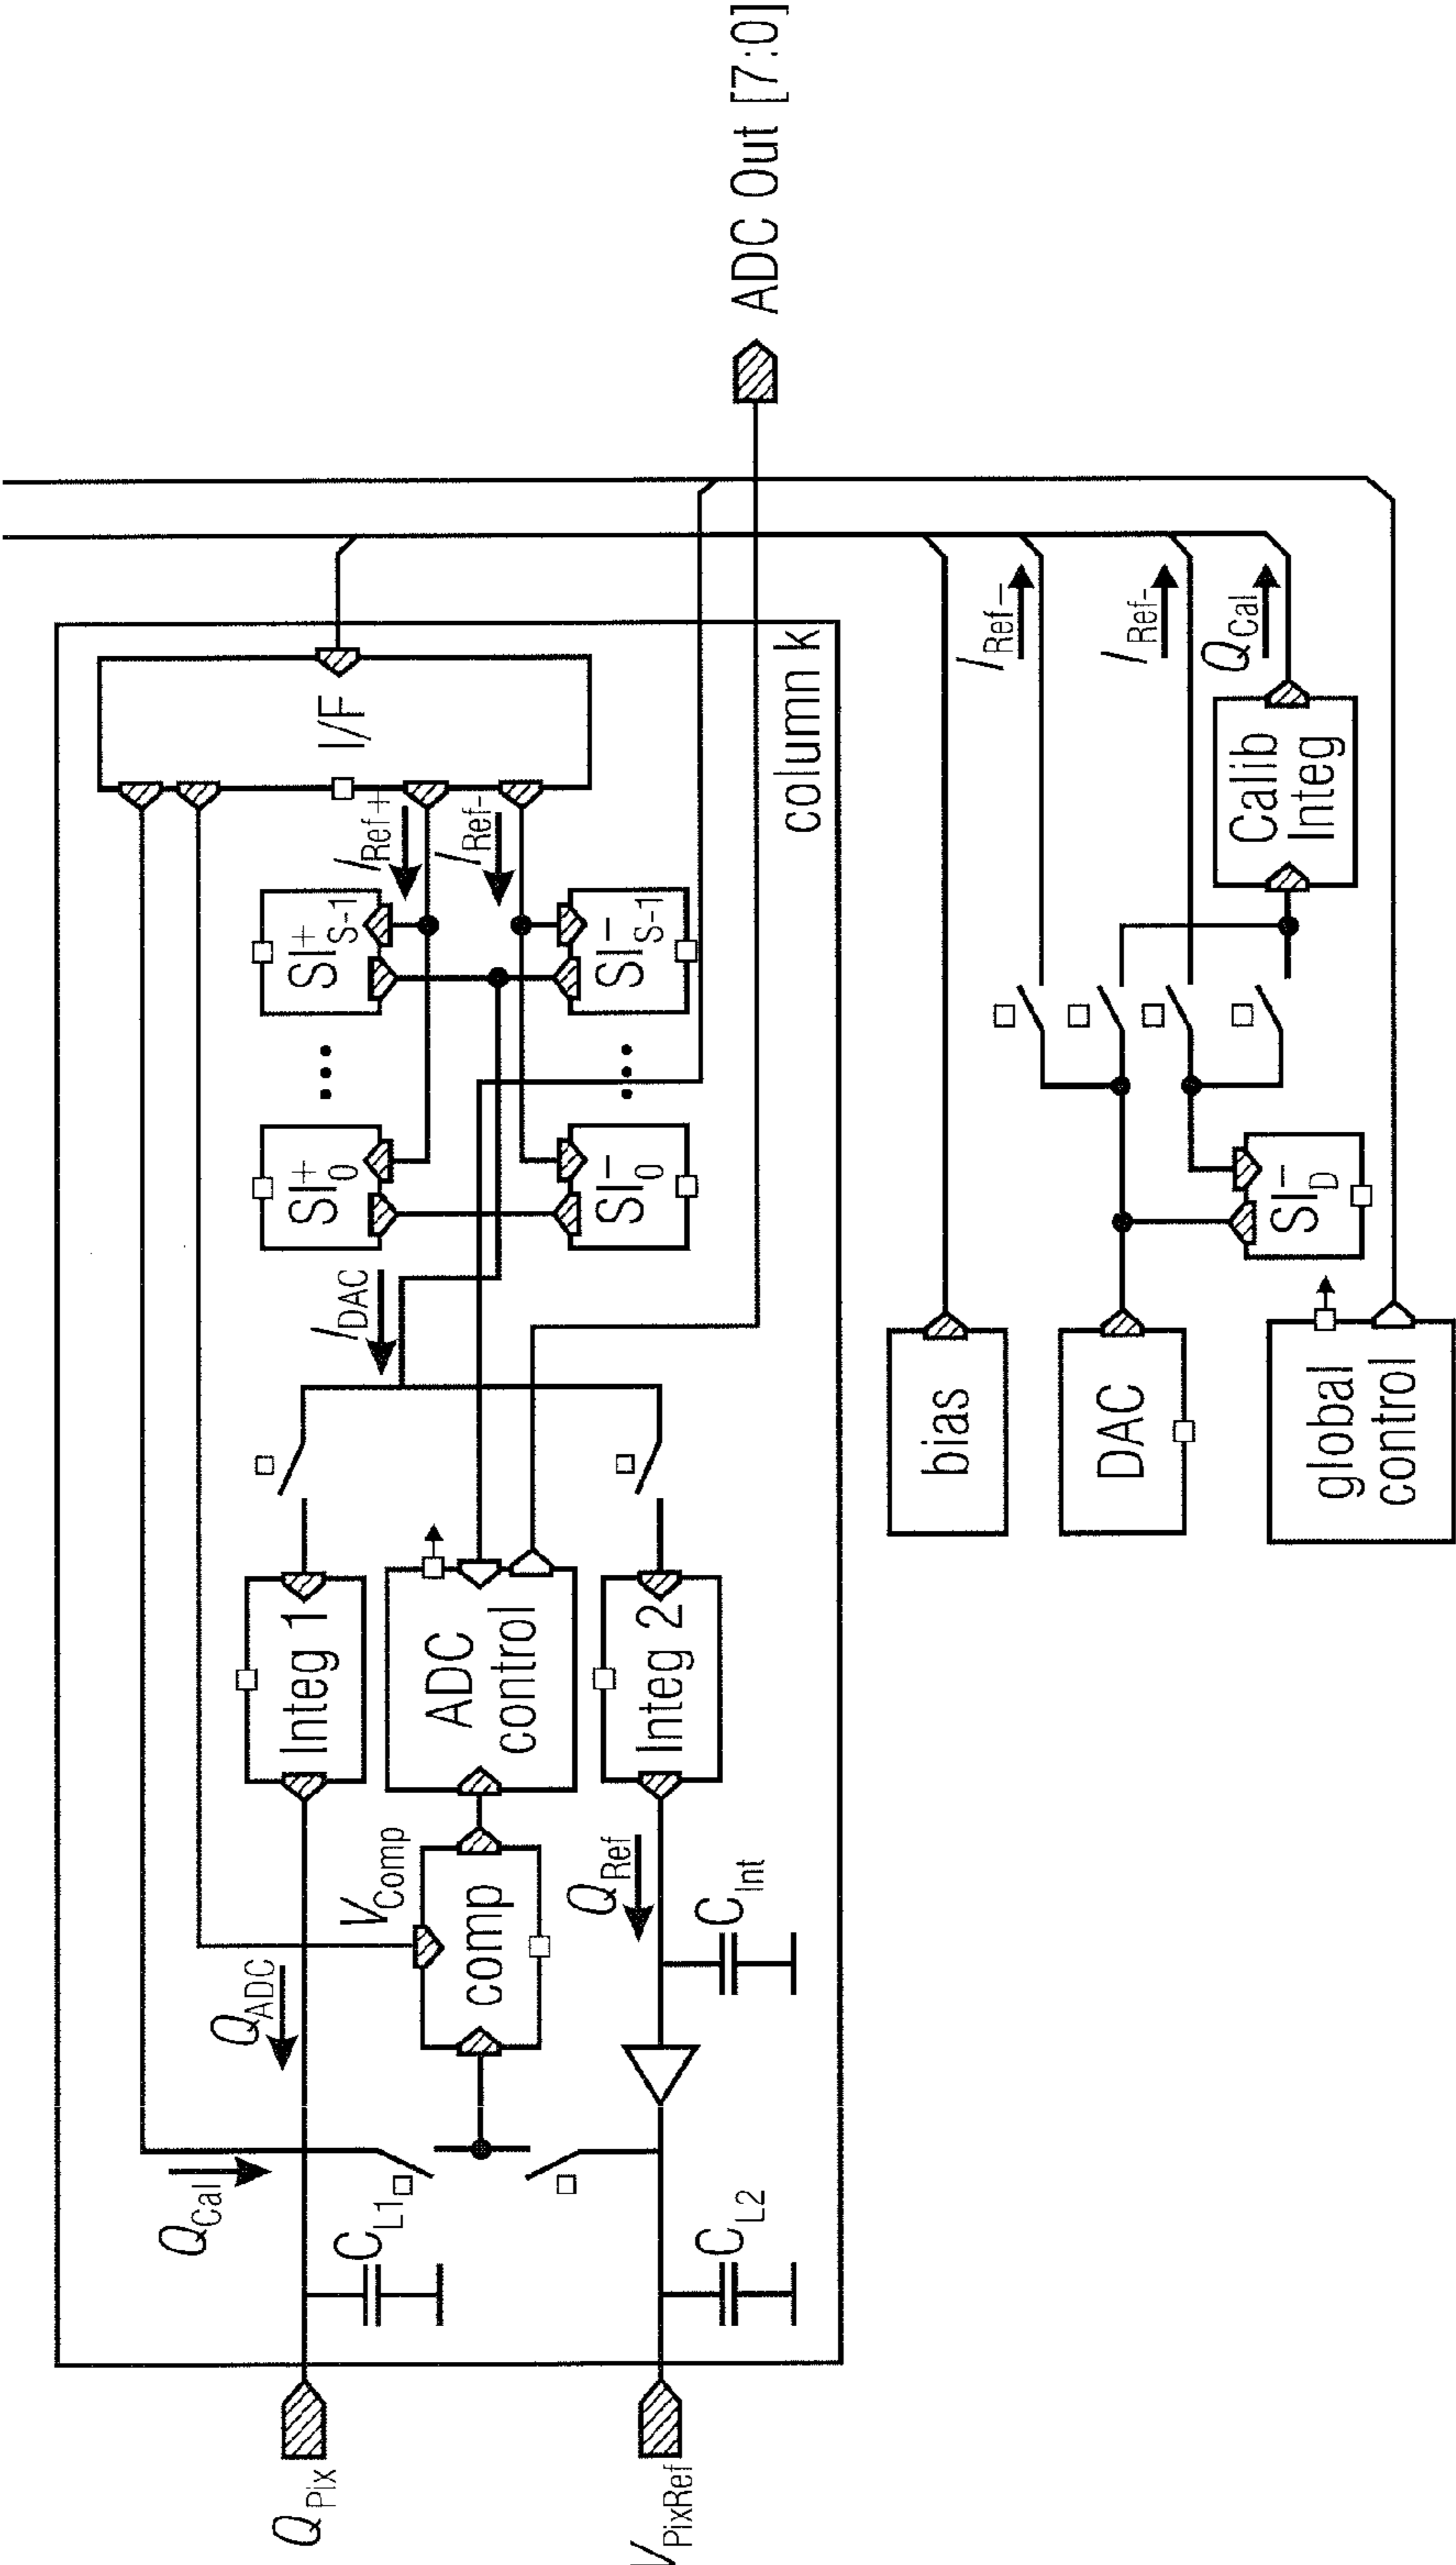 Q_Pix
V_PixRef
Q_Cal
C_L1
C_L2
Q_ADC
V_Comp
comp
Q_Ref
C_Int
Integ 1
ADC
control
Integ 2
I_DAC
SI+_0
SI-_0
...
...
SI+_S-1
SI-_S-1
I_Ref+
I_Ref-
I/F
column k
ADC Out [7:0]
bias
DAC
global
control
SI-_D
Callib
Integ
I_Ref-
I_Ref-
Q_Cal